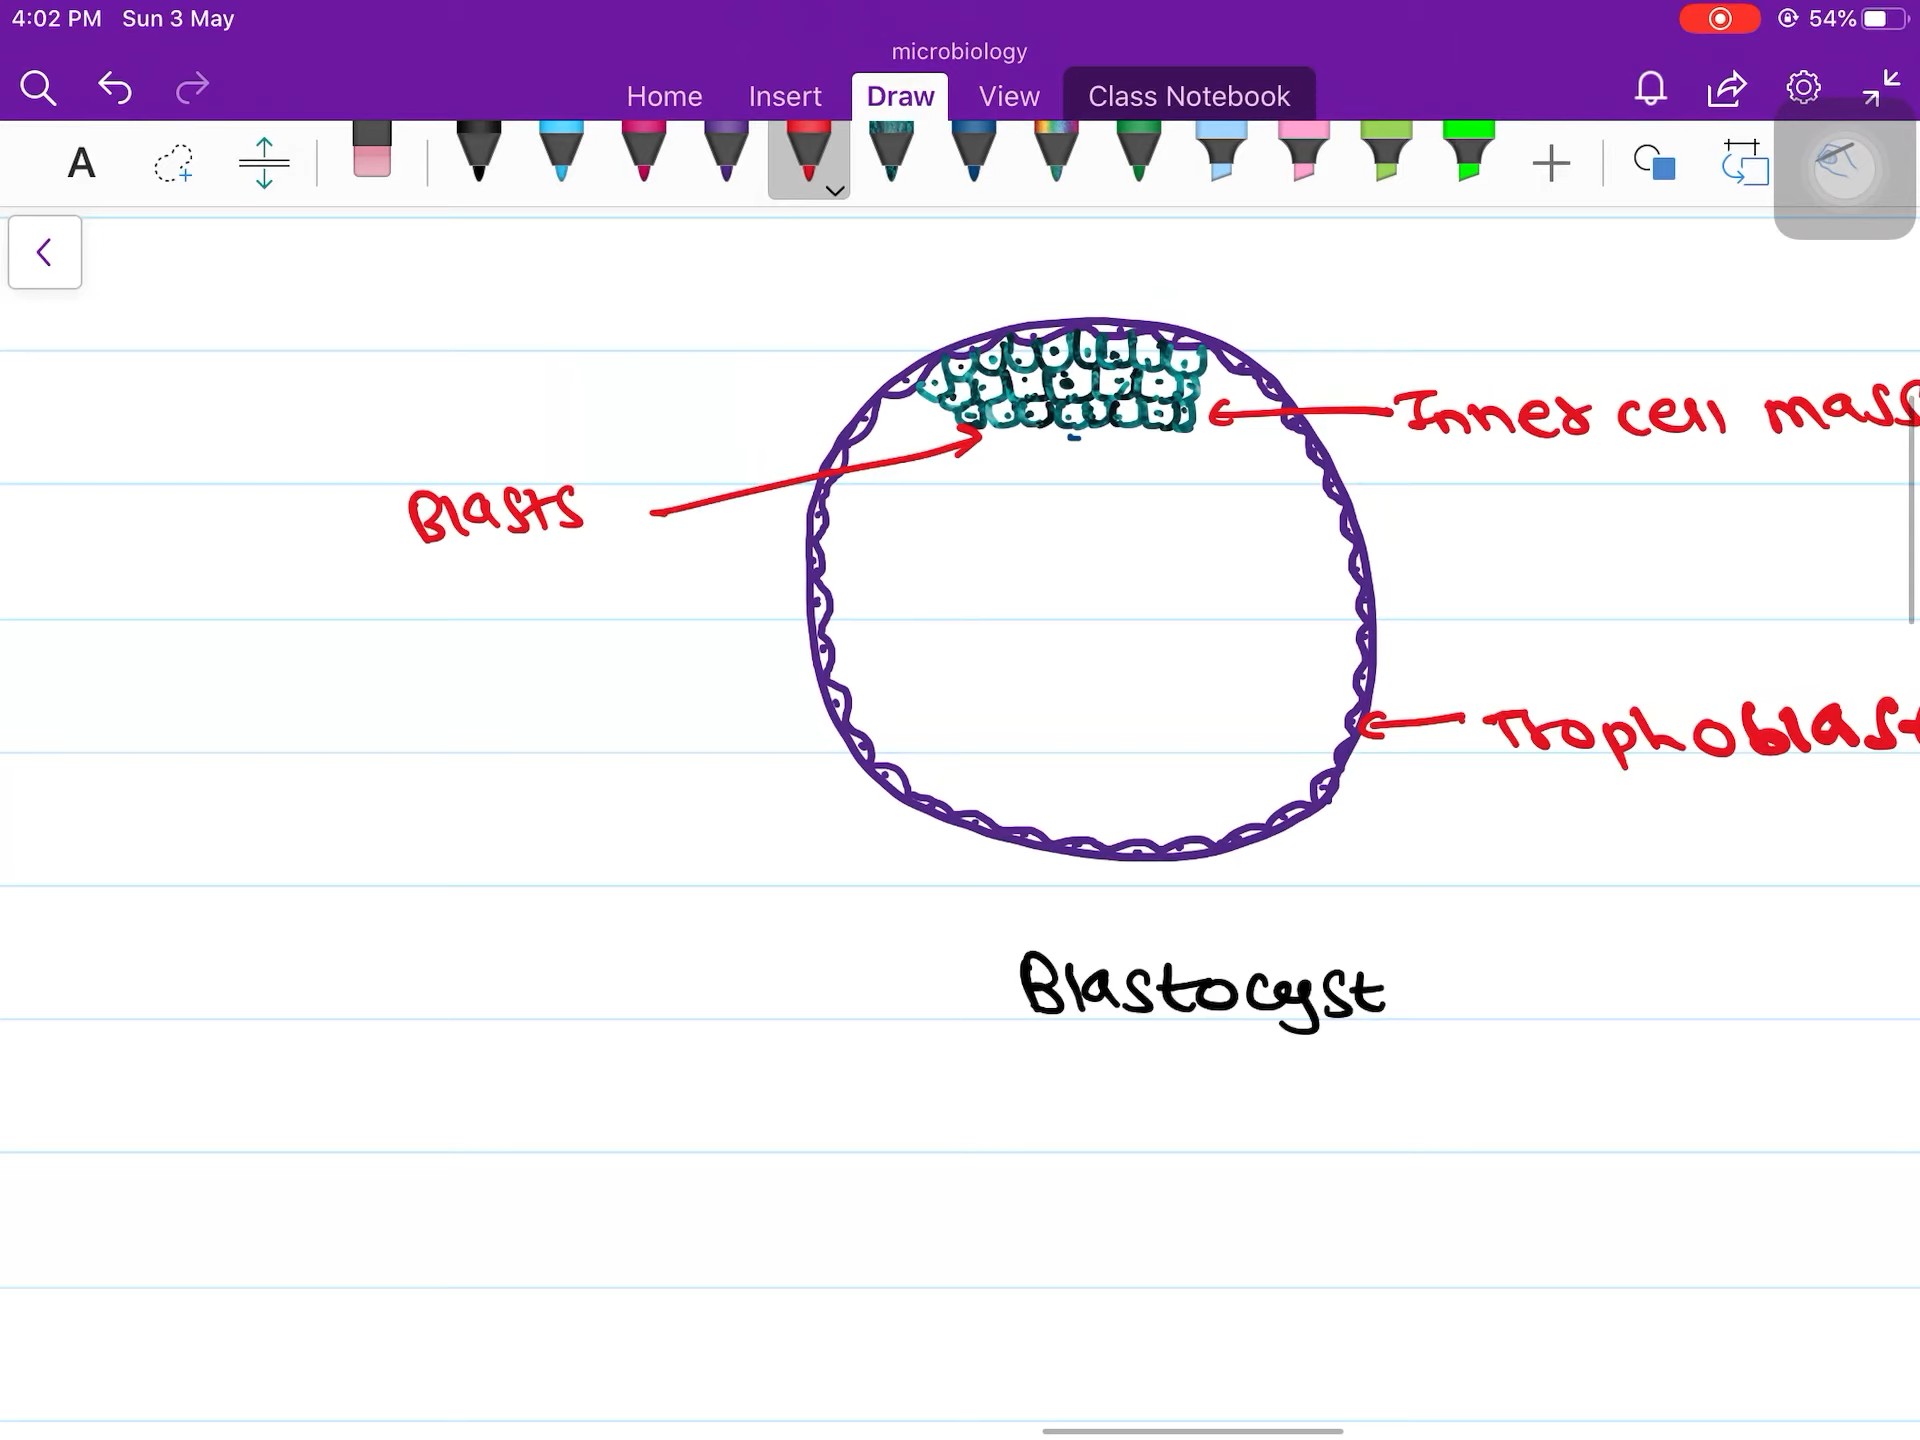 4:02 PM Sun 3 May
54%
microbiology
Home Insert Draw View Class Notebook
A
Inner cell mass
Blasts
Trophoblast
Blastocyst